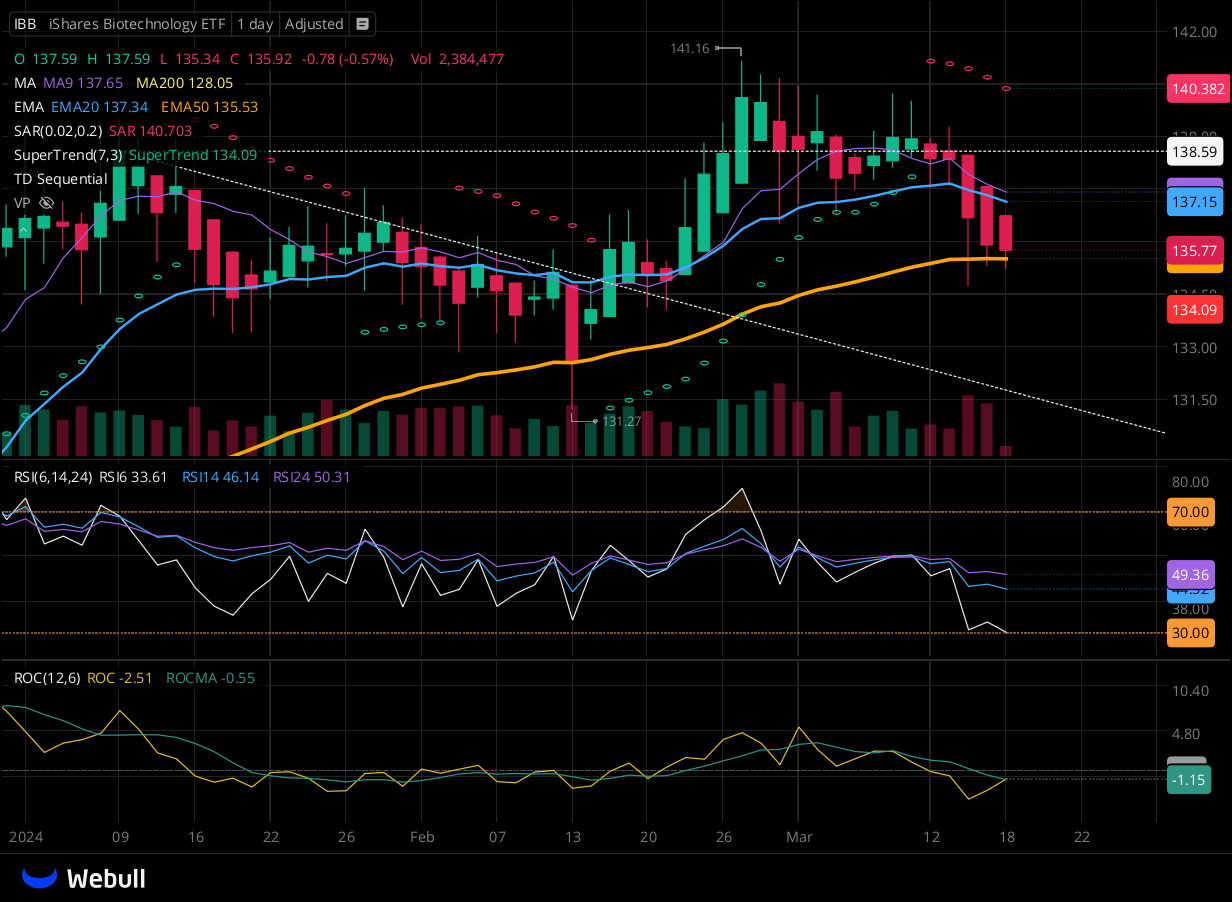 IBB iShares Biotechnology ETF 1 day Adjusted
O 137.59 H 137.59 L 135.34 C 135.92 -0.78 (-0.57%) Vol 2,384,477
MA MA9 137.65 MA200 128.05
EMA EMA20 137.34 EMA50 135.53
SAR(0.02,0.2) SAR 140.703
SuperTrend(7,3) SuperTrend 134.09
TD Sequential
VP
141.16
131.27
142.00
140.382
138.59
137.15
135.77
134.09
133.00
131.50
RSI(6,14,24) RSI6 33.61 RSI14 46.14 RSI24 50.31
80.00
70.00
49.36
38.00
30.00
ROC(12,6) ROC -2.51 ROCMA -0.55
10.40
4.80
-1.15
2024 09 16 22 26 Feb 07 13 20 26 Mar 12 18 22
Webull